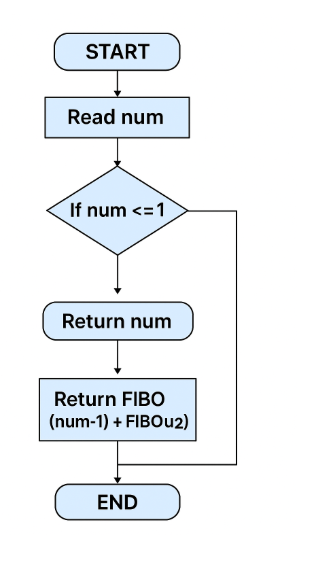 START
Read num
If num <=1
Return num
Return FIBO
(num-1) + FIBOu2)
END